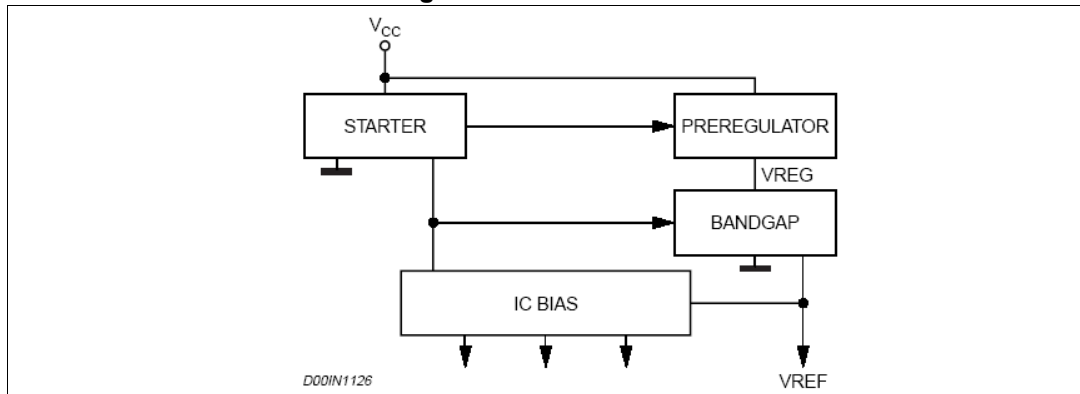 VCC
STARTER
PREREGULATOR
VREG
BANDGAP
IC BIAS
D00IN1126
VREF